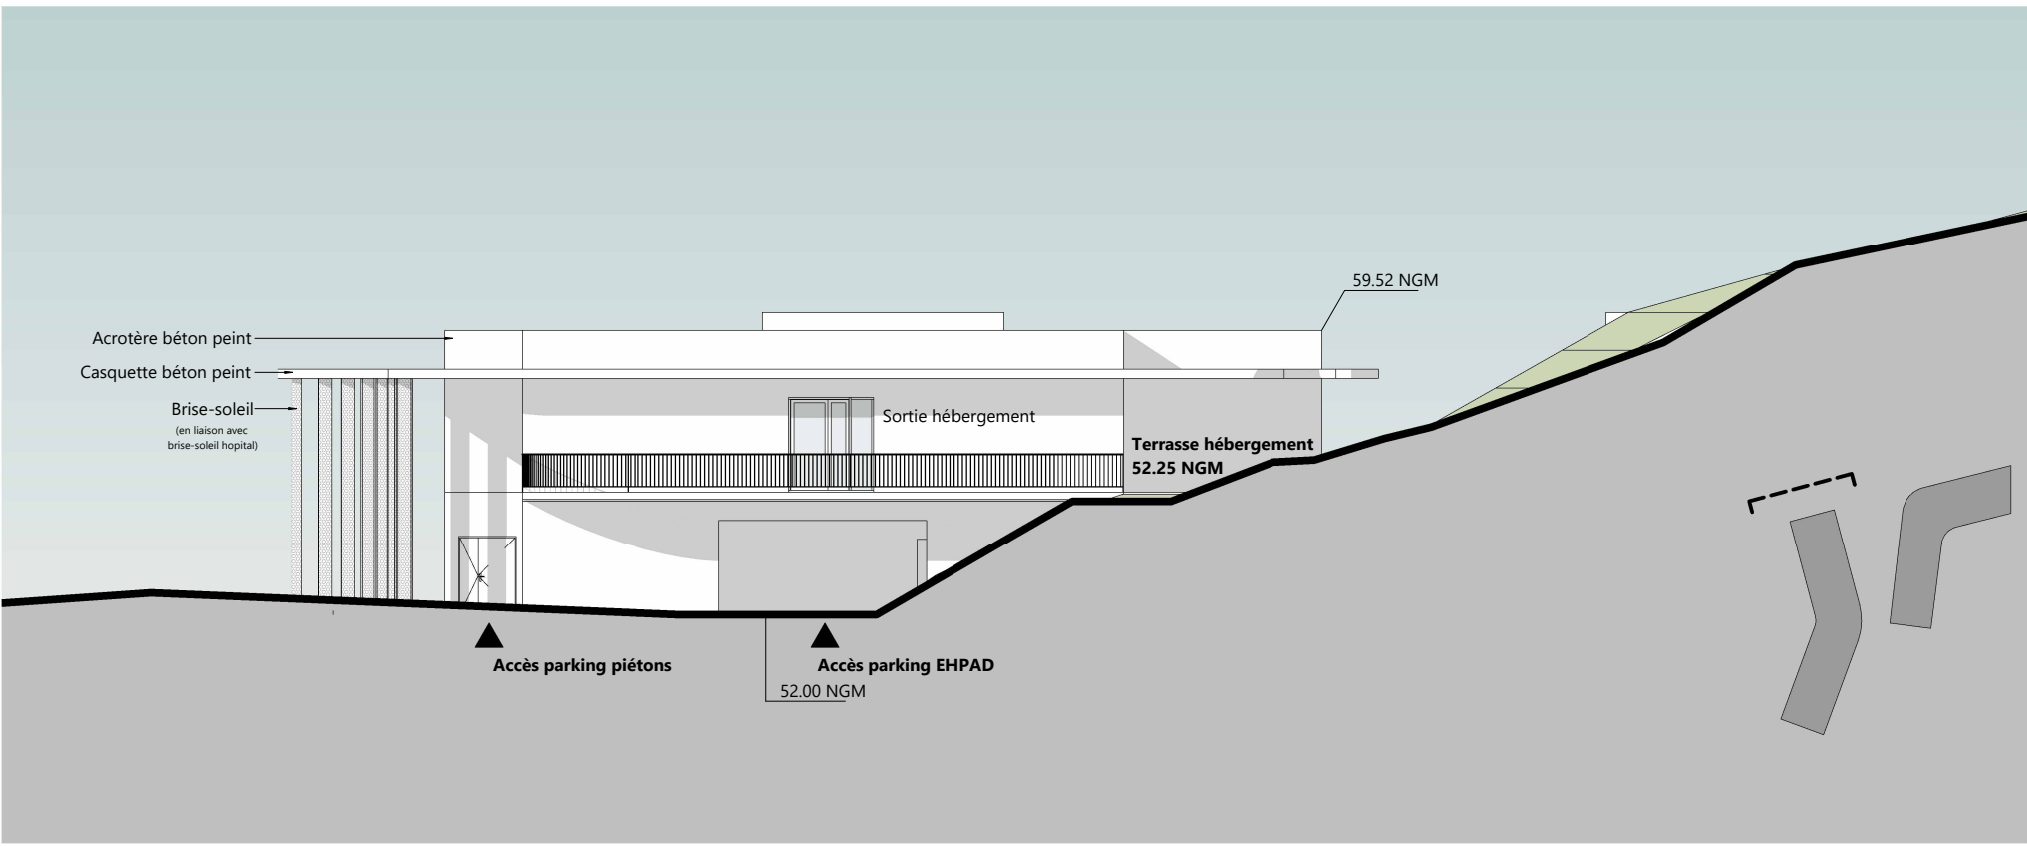 59.52 NGM
Acrotère béton peint
Casquette béton peint
Brise-soleil
(en liaison avec
brise-soleil hopital)
Sortie hébergement
Terrasse hébergement
52.25 NGM
Accès parking piétons
Accès parking EHPAD
52.00 NGM